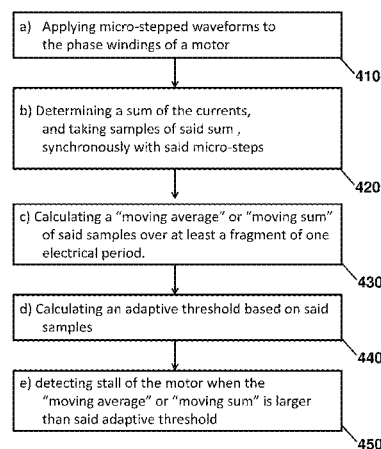 a) Applying micro-stepped waveforms to
the phase windings of a motor
410
b) Determining a sum of the currents,
and taking samples of said sum ,
synchronously with said micro-steps
420
c) Calculating a “moving average” or “moving sum”
of said samples over at least a fragment of one
electrical period.
430
d) Calculating an adaptive threshold based on said
samples
440
e) detecting stall of the motor when the
“moving average” or “moving sum” is larger
than said adaptive threshold
450